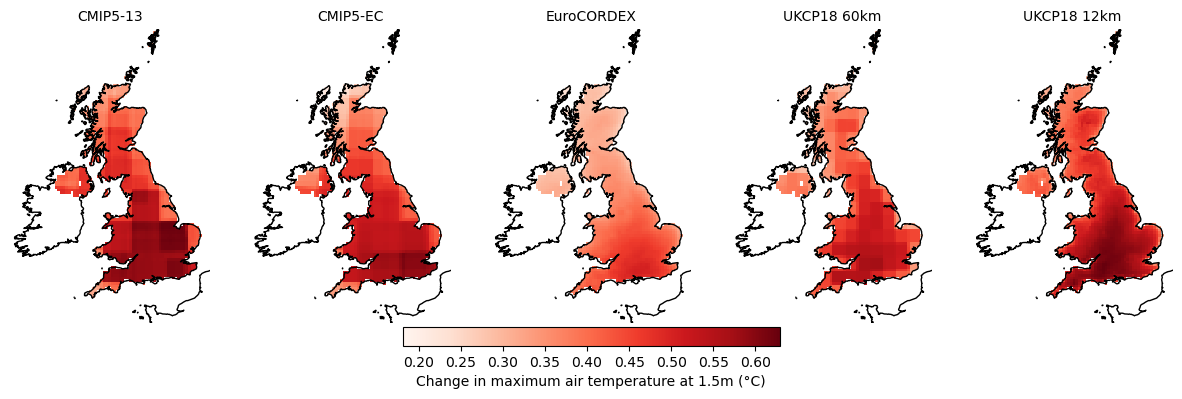 CMIP5-13 CMIP5-EC EuroCORDEX UKCP18 60km UKCP18 12km
0.20 0.25 0.30 0.35 0.40 0.45 0.50 0.55 0.60
Change in maximum air temperature at 1.5m (°C)